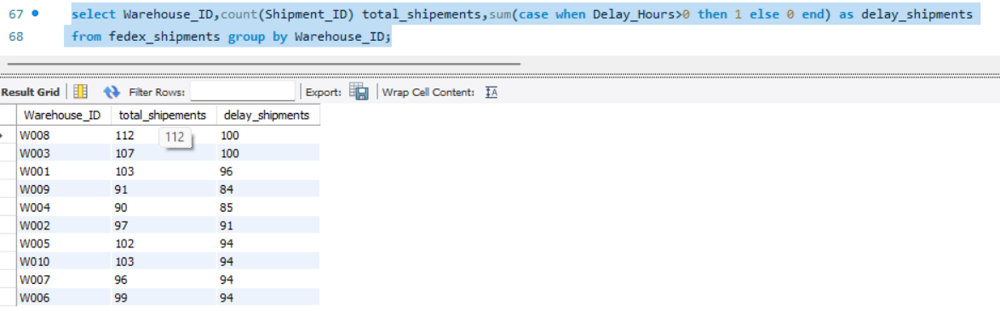 67 select Warehouse_ID,count(Shipment_ID) total_shipements,sum(case when Delay_Hours>0 then 1 else 0 end) as delay_shipments
68 from fedex_shipments group by Warehouse_ID;
Result Grid Filter Rows: Export: Wrap Cell Content: IA
Warehouse_ID total_shipements delay_shipments
W008 112 112 100
W003 107 100
W001 103 96
W009 91 84
W004 90 85
W002 97 91
W005 102 94
W010 103 94
W007 96 94
W006 99 94